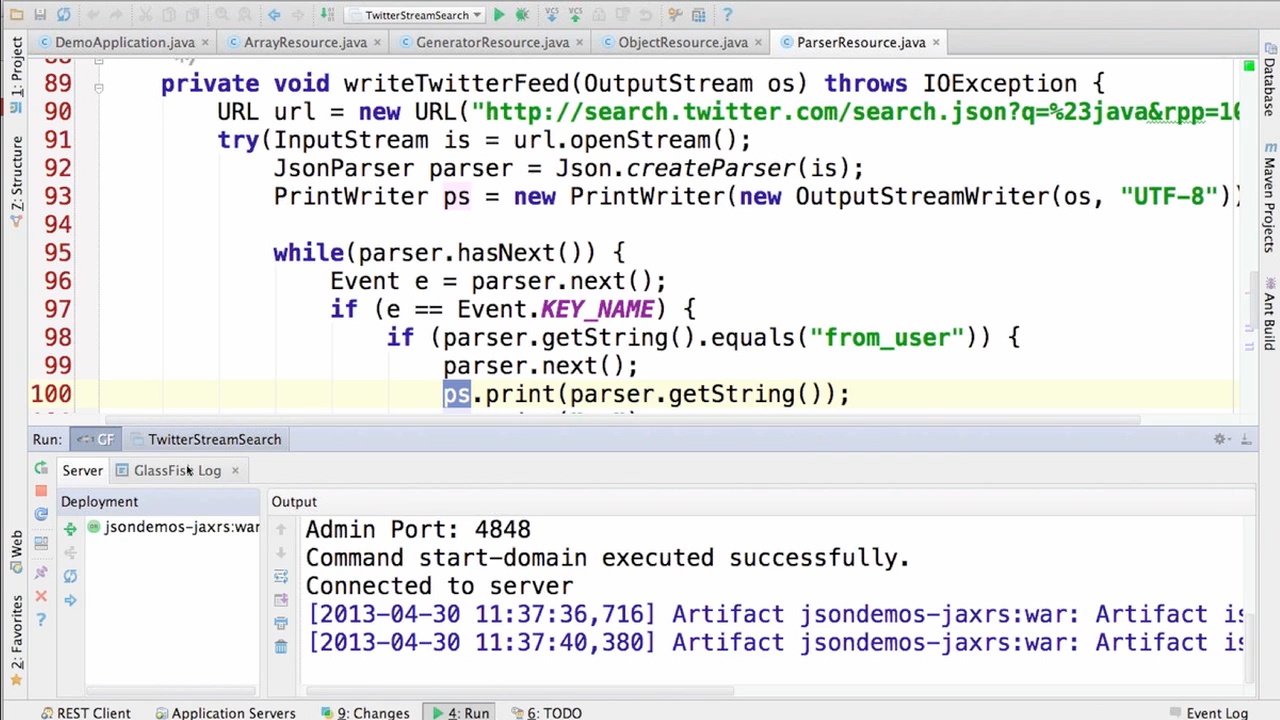 TwitterStreamSearch
DemoApplication.java
ArrayResource.java
GeneratorResource.java
ObjectResource.java
ParserResource.java
1: Project
Z: Structure
Web
2: Favorites
Database
Maven Projects
Ant Build
89 private void writeTwitterFeed(OutputStream os) throws IOException {
90 URL url = new URL("http://search.twitter.com/search.json?q=%23java&rpp=10
91 try(InputStream is = url.openStream();
92 JsonParser parser = Json.createParser(is);
93 PrintWriter ps = new PrintWriter(new OutputStreamWriter(os, "UTF-8"))
94
95 while(parser.hasNext()) {
96 Event e = parser.next();
97 if (e == Event.KEY_NAME) {
98 if (parser.getString().equals("from_user")) {
99 parser.next();
100 ps.print(parser.getString());
Run: GF TwitterStreamSearch
Server GlassFish Log
Deployment
jsondemos-jaxrs:war
Output
Admin Port: 4848
Command start-domain executed successfully.
Connected to server
[2013-04-30 11:37:36,716] Artifact jsondemos-jaxrs:war: Artifact is
[2013-04-30 11:37:40,380] Artifact jsondemos-jaxrs:war: Artifact is
REST Client Application Servers 9: Changes 4: Run 6: TODO Event Log